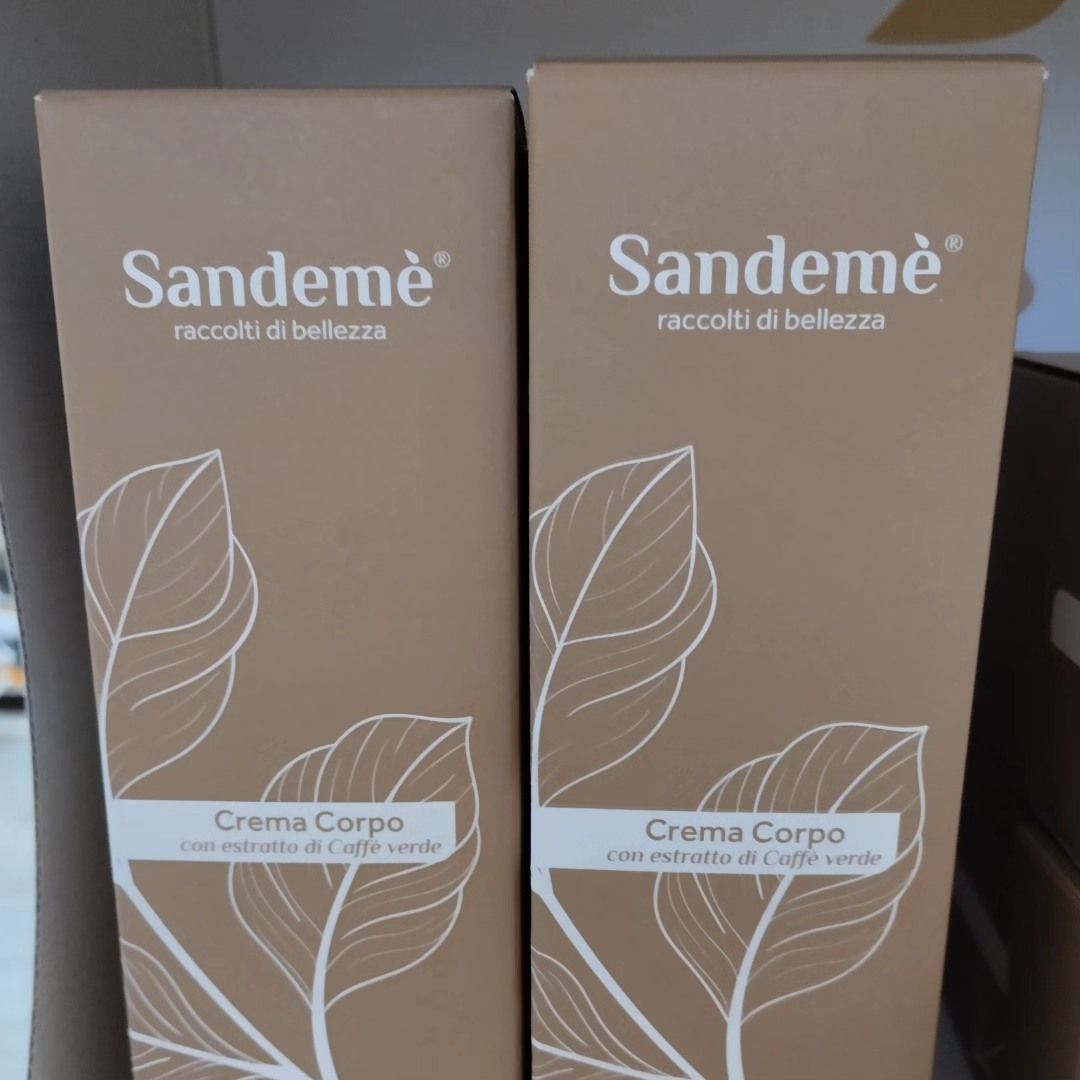 Sandemè®
raccolti di bellezza
Crema Corpo
con estratto di Caffè verde
Sandemè®
raccolti di bellezza
Crema Corpo
con estratto di Caffè verde